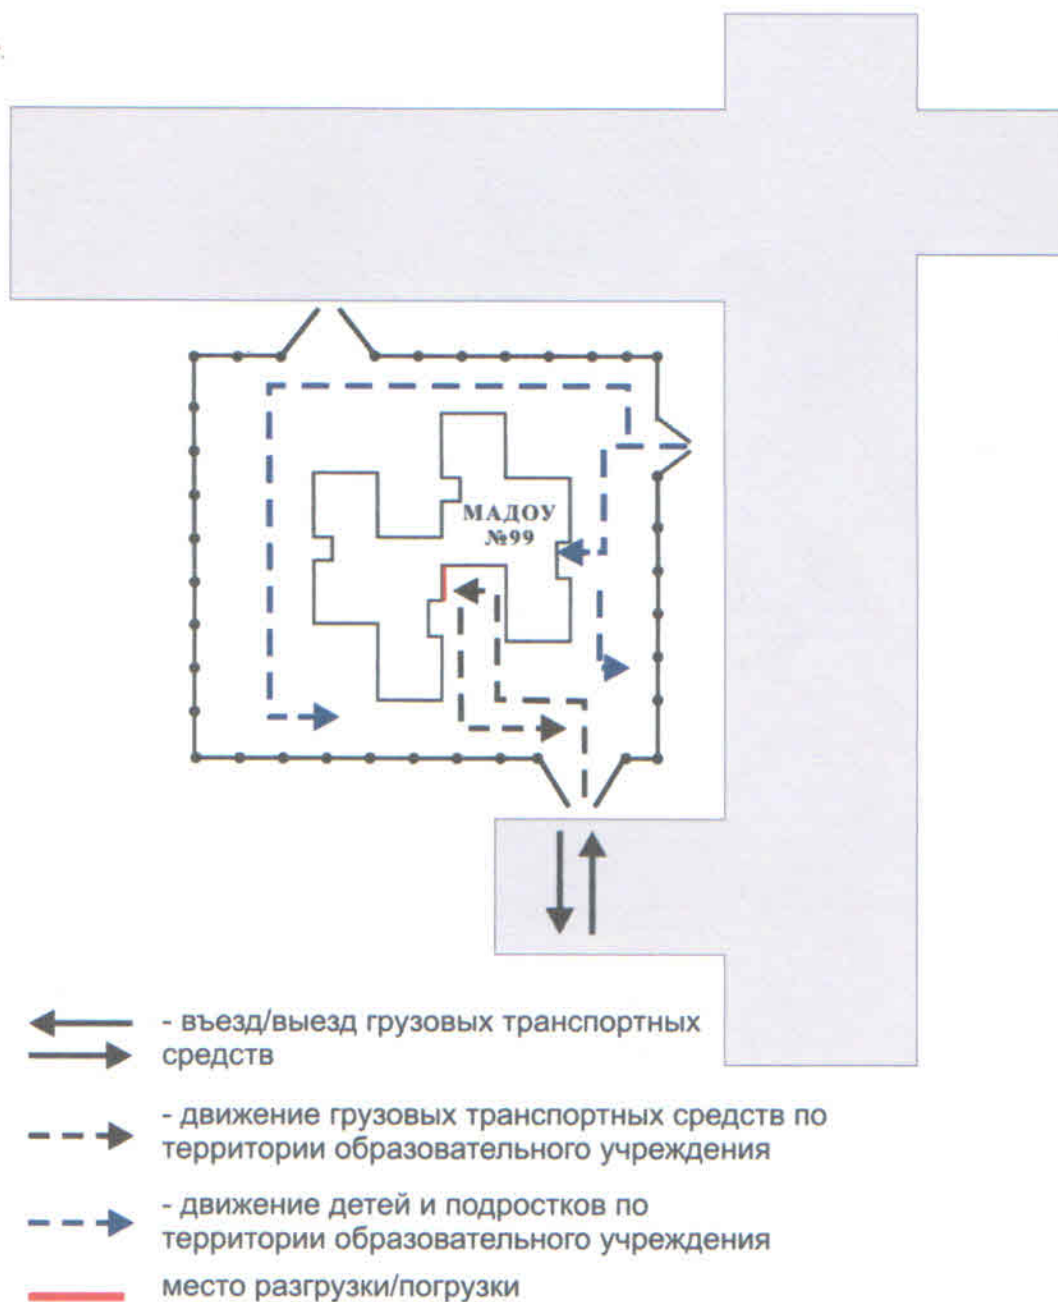 МАДОУ
№99
- въезд/выезд грузовых транспортных
средств
- движение грузовых транспортных средств по
территории образовательного учреждения
- движение детей и подростков по
территории образовательного учреждения
место разгрузки/погрузки